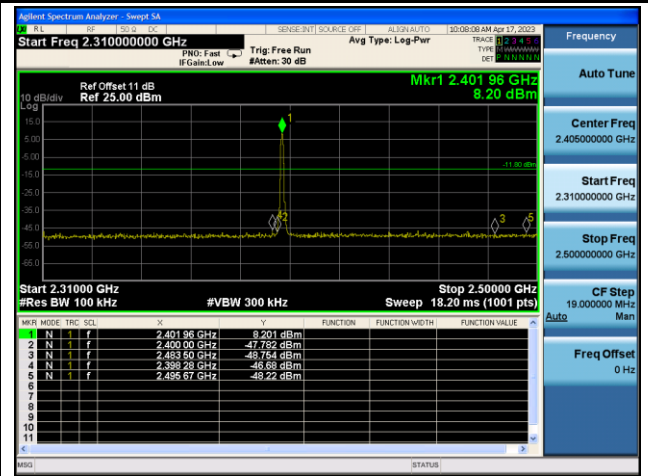 Agilent Spectrum Analyzer - Swept SA
RL RF 50 Ω DC SENSE:INT SOURCE OFF ALIGN AUTO 10:08:08 AM Apr 17, 2023
Start Freq 2.310000000 GHz
PNO: Fast
IFGain:Low
Trig: Free Run
#Atten: 30 dB
Avg Type: Log-Pwr
TRACE 1 2 3 4 5 6
TYPE M
DET P N N N N N
Frequency
Auto Tune
Center Freq
2.405000000 GHz
Start Freq
2.310000000 GHz
Stop Freq
2.500000000 GHz
CF Step
19.000000 MHz
Auto Man
Freq Offset
0 Hz
Mkr1 2.401 96 GHz
8.20 dBm
Ref Offset 11 dB
10 dB/div Ref 25.00 dBm
Log
15.0
5.00
-5.00
-15.0
-25.0
-35.0
-45.0
-55.0
-65.0
1
-11.80 dBm
2
3
5
Start 2.31000 GHz Stop 2.50000 GHz
#Res BW 100 kHz #VBW 300 kHz Sweep 18.20 ms (1001 pts)
MKR MODE TRC SCL X Y FUNCTION FUNCTION WIDTH FUNCTION VALUE
1 N 1 f 2.401 96 GHz 8.201 dBm
2 N 1 f 2.400 00 GHz -47.782 dBm
3 N 1 f 2.483 50 GHz -48.754 dBm
4 N 1 f 2.398 28 GHz -46.68 dBm
5 N 1 f 2.495 67 GHz -48.22 dBm
6
7
8
9
10
11
MSG STATUS